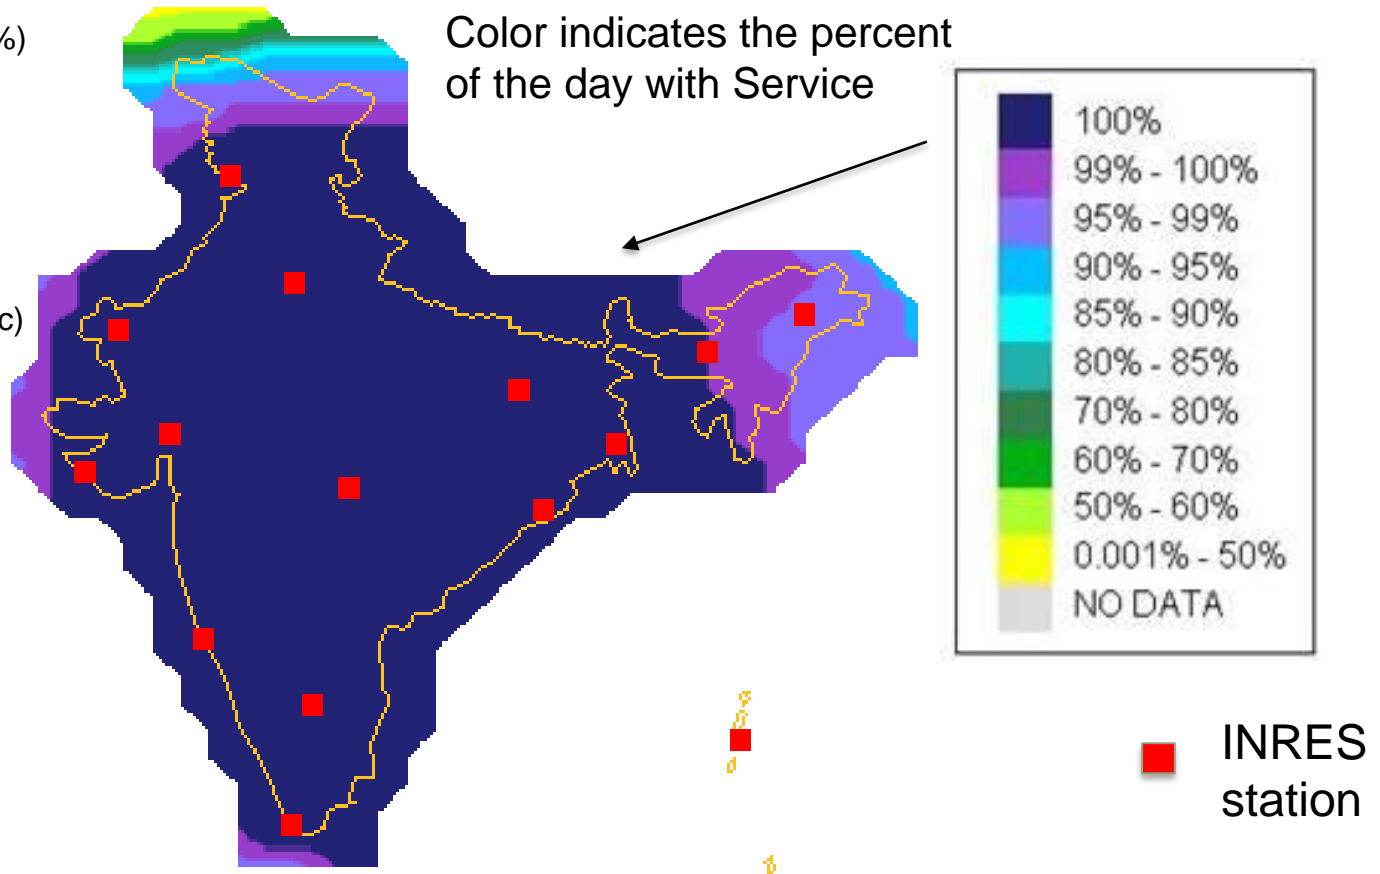 %)
Color indicates the percent
of the day with Service
c)
100%
99% - 100%
95% - 99%
90% - 95%
85% - 90%
80% - 85%
70% - 80%
60% - 70%
50% - 60%
0.001% - 50%
NO DATA
INRES
station